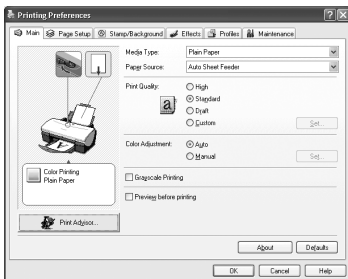 Printing Preferences
Main Page Setup Stamp/Background Effects Profiles Maintenance
Media Type: Plain Paper
Paper Source: Auto Sheet Feeder
Print Quality: High
Standard
Draft
Custom Set...
Color Adjustment: Auto
Manual Set...
Color Printing
Plain Paper
Grayscale Printing
Preview before printing
Print Advisor...
About Defaults
OK Cancel Help